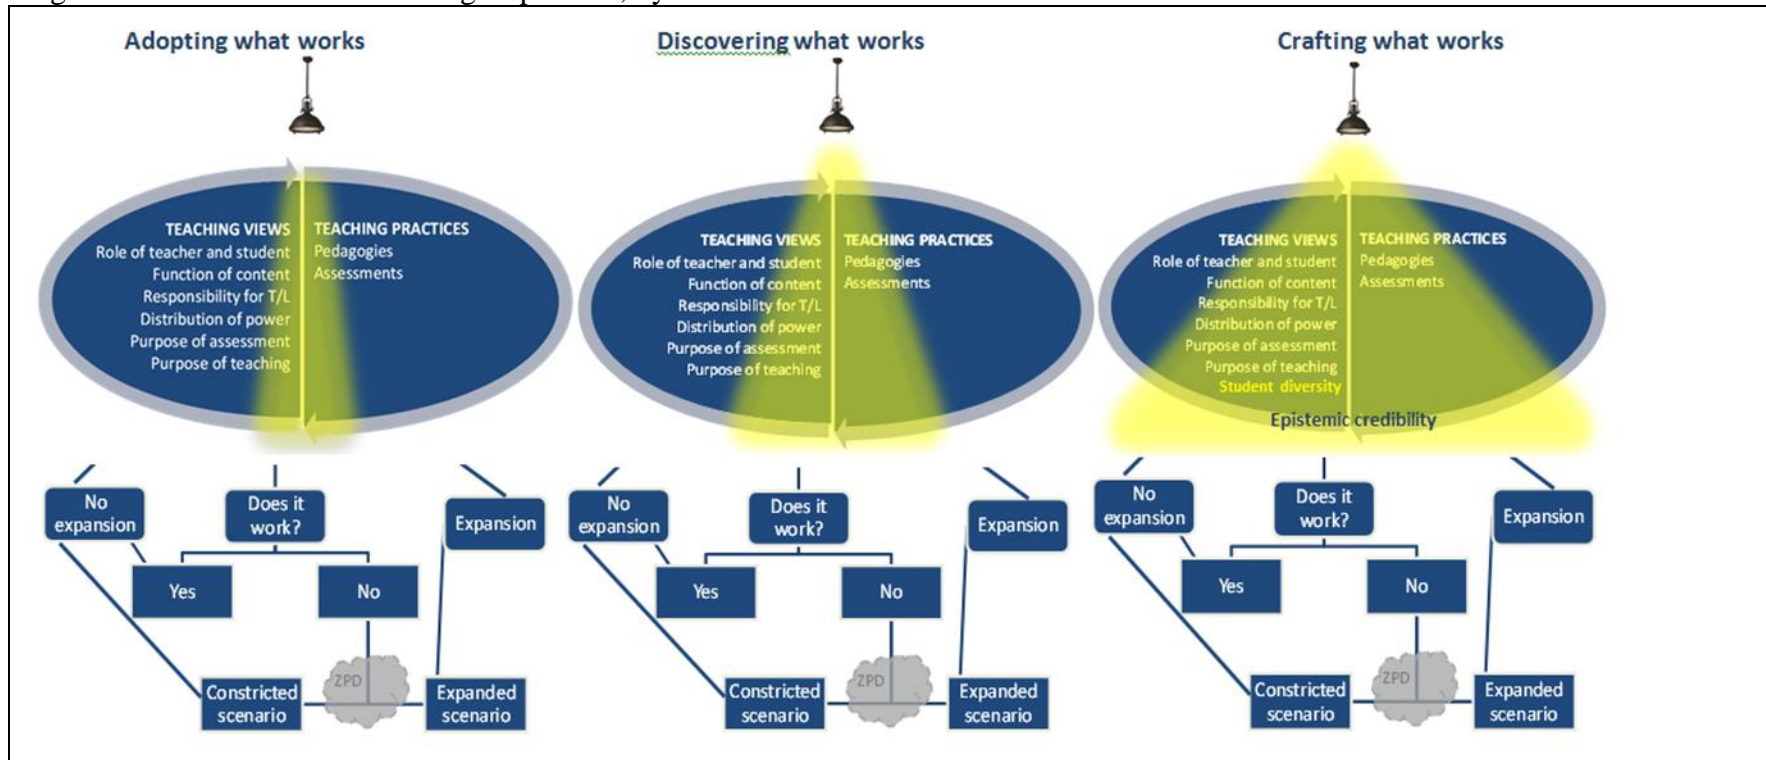 Adopting what works
TEACHING VIEWS
Role of teacher and student
Function of content
Responsibility for T/L
Distribution of power
Purpose of assessment
Purpose of teaching
TEACHING PRACTICES
Pedagogies
Assessments
No
expansion
Does it
work?
Expansion
Yes
No
ZPD
Constricted
scenario
Expanded
scenario
Discovering what works
TEACHING VIEWS
Role of teacher and student
Function of content
Responsibility for T/L
Distribution of power
Purpose of assessment
Purpose of teaching
TEACHING PRACTICES
Pedagogies
Assessments
No
expansion
Does it
work?
Expansion
Yes
No
ZPD
Constricted
scenario
Expanded
scenario
Crafting what works
TEACHING VIEWS
Role of teacher and student
Function of content
Responsibility for T/L
Distribution of power
Purpose of assessment
Purpose of teaching
Student diversity
TEACHING PRACTICES
Pedagogies
Assessments
Epistemic credibility
No
expansion
Does it
work?
Expansion
Yes
No
ZPD
Constricted
scenario
Expanded
scenario